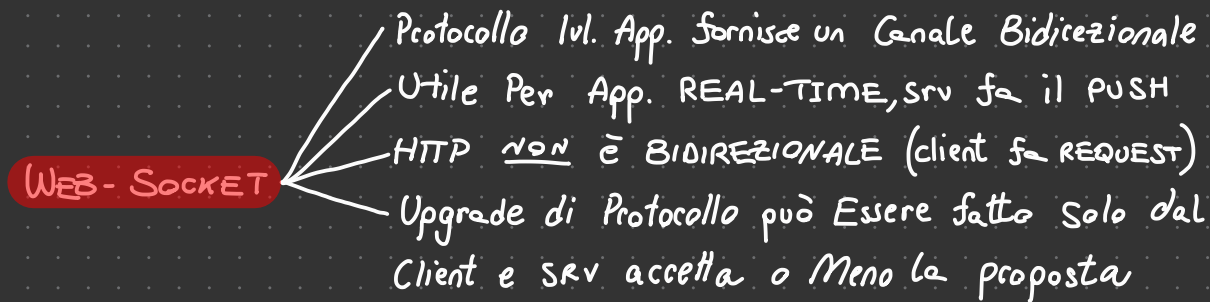 Protocollo lvl. App. fornisce un Canale Bidirezionale
Utile Per App. REAL-TIME, srv fa il PUSH
HTTP NON è BIDIREZIONALE (client fa REQUEST)
WEB-SOCKET
Upgrade di Protocollo può Essere fatto solo dal
Client e SRV accetta o Meno la proposta